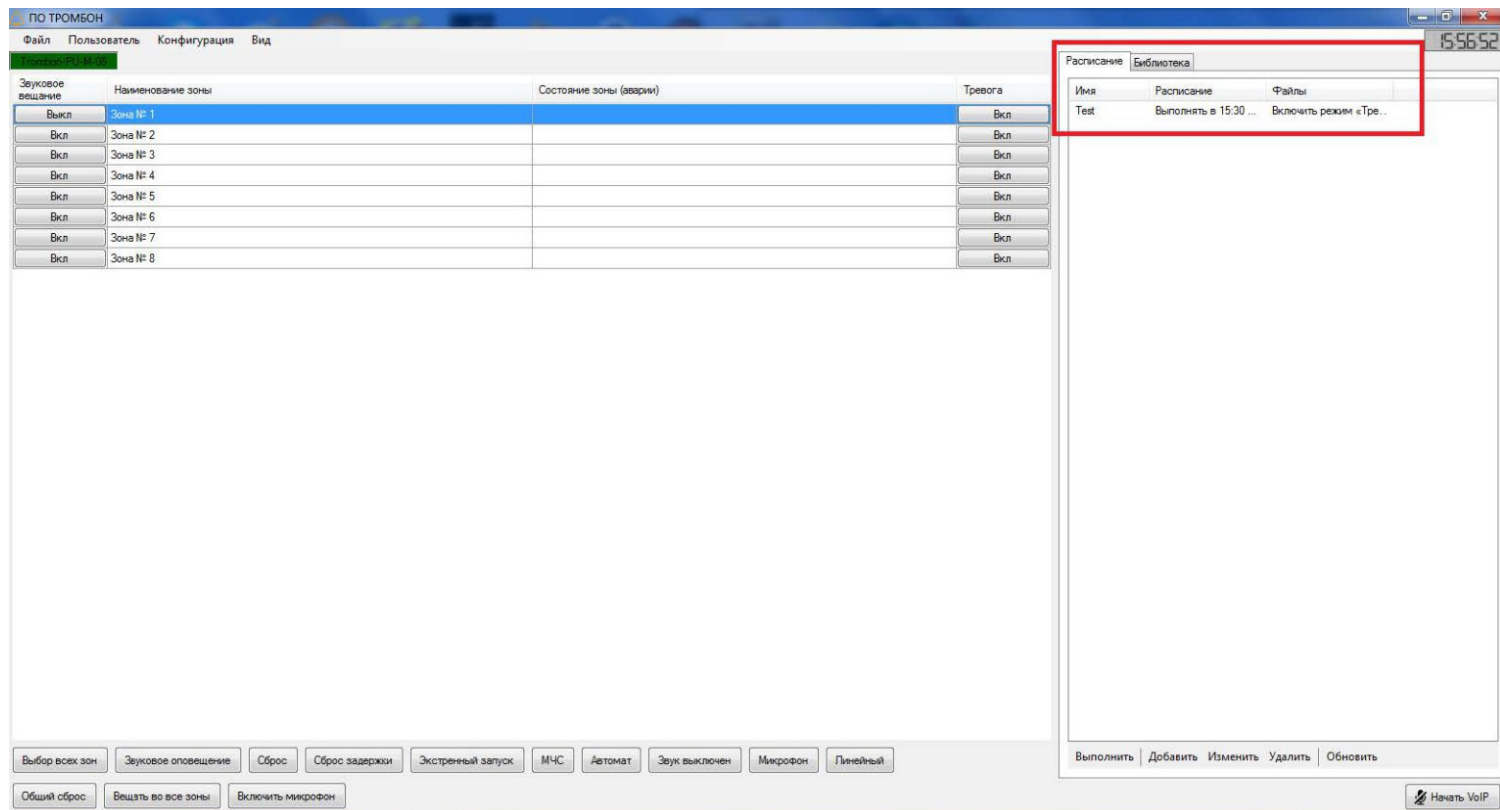 ПО ТРОМБОН
Файл Пользователь Конфигурация Вид
15:56:52
Trombon-PU-M-08
Расписание Библиотека
Звуковое вещание Наименование зоны Состояние зоны (аварии) Тревога
Имя Расписание Файлы
Выкл Зона № 1 Вкл
Test Выполнять в 15:30 ... Включить режим «Тре...
Вкл Зона № 2 Вкл
Вкл Зона № 3 Вкл
Вкл Зона № 4 Вкл
Вкл Зона № 5 Вкл
Вкл Зона № 6 Вкл
Вкл Зона № 7 Вкл
Вкл Зона № 8 Вкл
Выбор всех зон Звуковое оповещение Сброс Сброс задержки Экстренный запуск МЧС Автомат Звук выключен Микрофон Линейный
Выполнить Добавить Изменить Удалить Обновить
Общий сброс Вещать во все зоны Включить микрофон
Начать VoIP